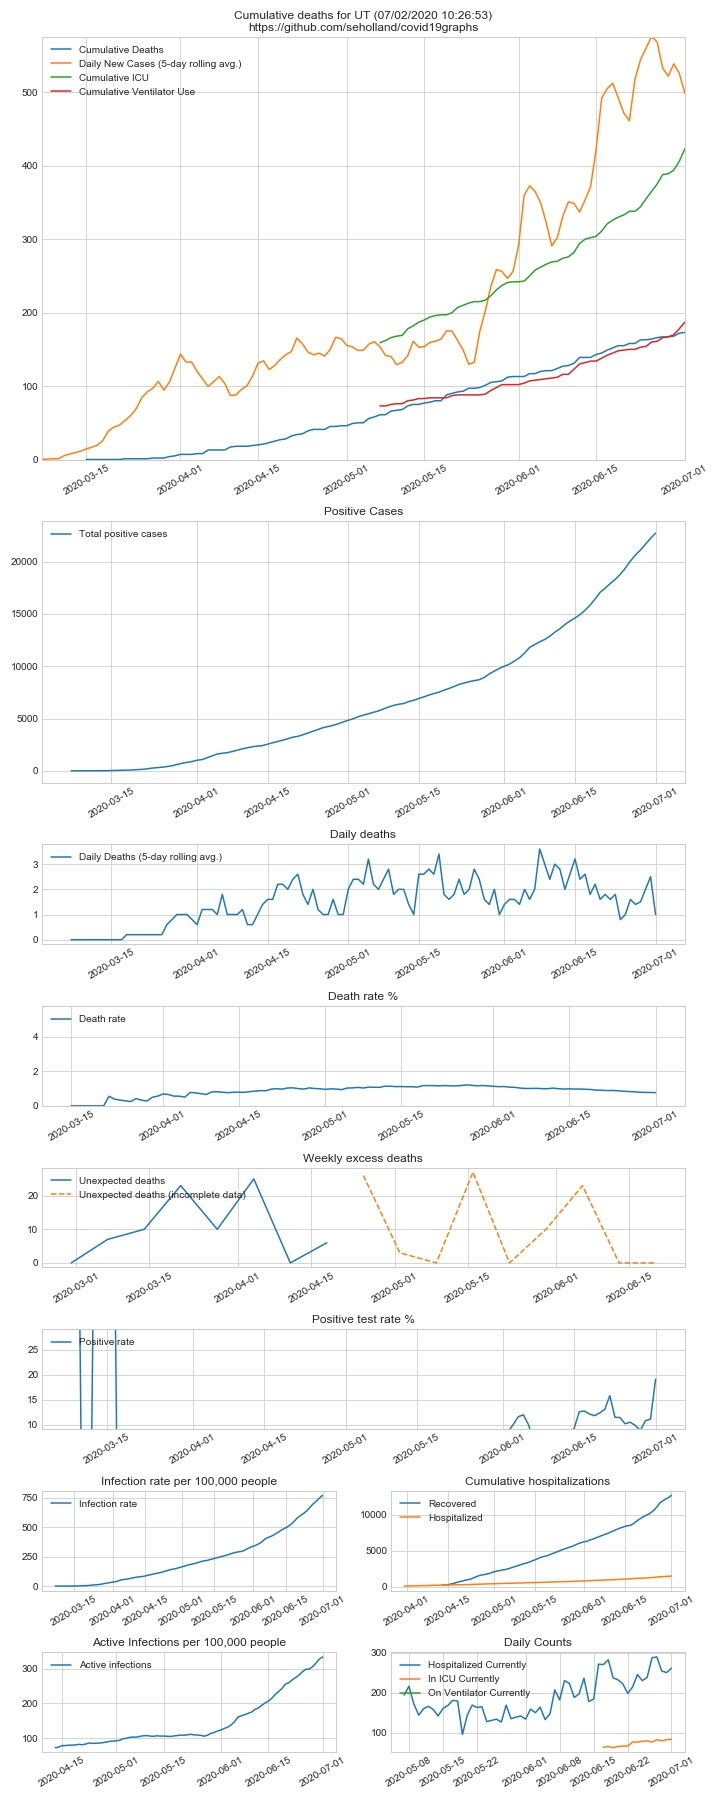 Cumulative deaths for UT (07/02/2020 10:26:53)
https://github.com/seholland/covid19graphs
Cumulative Deaths
Daily New Cases (5-day rolling avg.)
Cumulative ICU
Cumulative Ventilator Use
500
400
300
200
100
0
2020-03-15 2020-04-01 2020-04-15 2020-05-01 2020-05-15 2020-06-01 2020-06-15 2020-07-01
Positive Cases
Total positive cases
20000
15000
10000
5000
0
2020-03-15 2020-04-01 2020-04-15 2020-05-01 2020-05-15 2020-06-01 2020-06-15 2020-07-01
Daily deaths
Daily Deaths (5-day rolling avg.)
3
2
1
0
2020-03-15 2020-04-01 2020-04-15 2020-05-01 2020-05-15 2020-06-01 2020-06-15 2020-07-01
Death rate %
Death rate
4
2
0
2020-03-15 2020-04-01 2020-04-15 2020-05-01 2020-05-15 2020-06-01 2020-06-15 2020-07-01
Weekly excess deaths
Unexpected deaths
Unexpected deaths (incomplete data)
20
10
0
2020-03-01 2020-03-15 2020-04-01 2020-04-15 2020-05-01 2020-05-15 2020-06-01 2020-06-15
Positive test rate %
Positive rate
25
20
15
10
2020-03-15 2020-04-01 2020-04-15 2020-05-01 2020-05-15 2020-06-01 2020-06-15 2020-07-01
Infection rate per 100,000 people
Infection rate
750
500
250
0
2020-03-15 2020-04-01 2020-04-15 2020-05-01 2020-05-15 2020-06-01 2020-06-15 2020-07-01
Cumulative hospitalizations
Recovered
Hospitalized
10000
5000
0
2020-04-01 2020-04-15 2020-05-01 2020-05-15 2020-06-01 2020-06-15 2020-07-01
Active Infections per 100,000 people
Active infections
300
200
100
2020-04-15 2020-05-01 2020-05-15 2020-06-01 2020-06-15 2020-07-01
Daily Counts
Hospitalized Currently
In ICU Currently
On Ventilator Currently
300
200
100
2020-05-08 2020-05-15 2020-05-22 2020-06-01 2020-06-08 2020-06-15 2020-06-22 2020-07-01